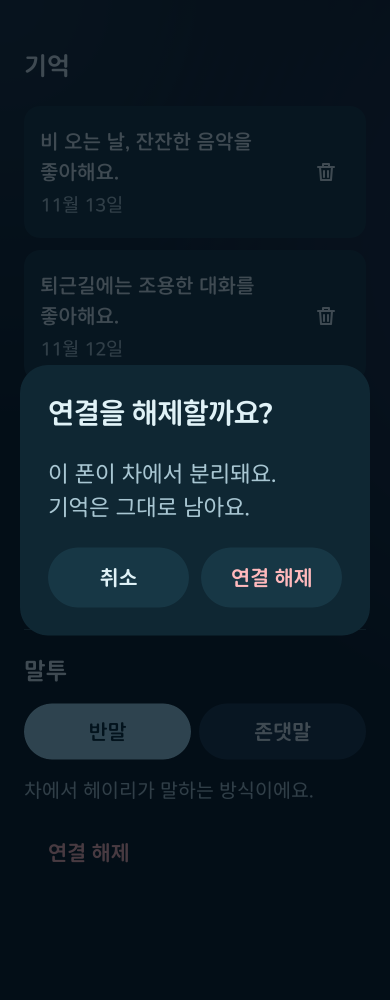 기억
비 오는 날, 잔잔한 음악을
좋아해요.
11월 13일
퇴근길에는 조용한 대화를
좋아해요.
11월 12일
연결을 해제할까요?
이 폰이 차에서 분리돼요.
기억은 그대로 남아요.
취소
연결 해제
말투
반말
존댓말
차에서 헤이리가 말하는 방식이에요.
연결 해제